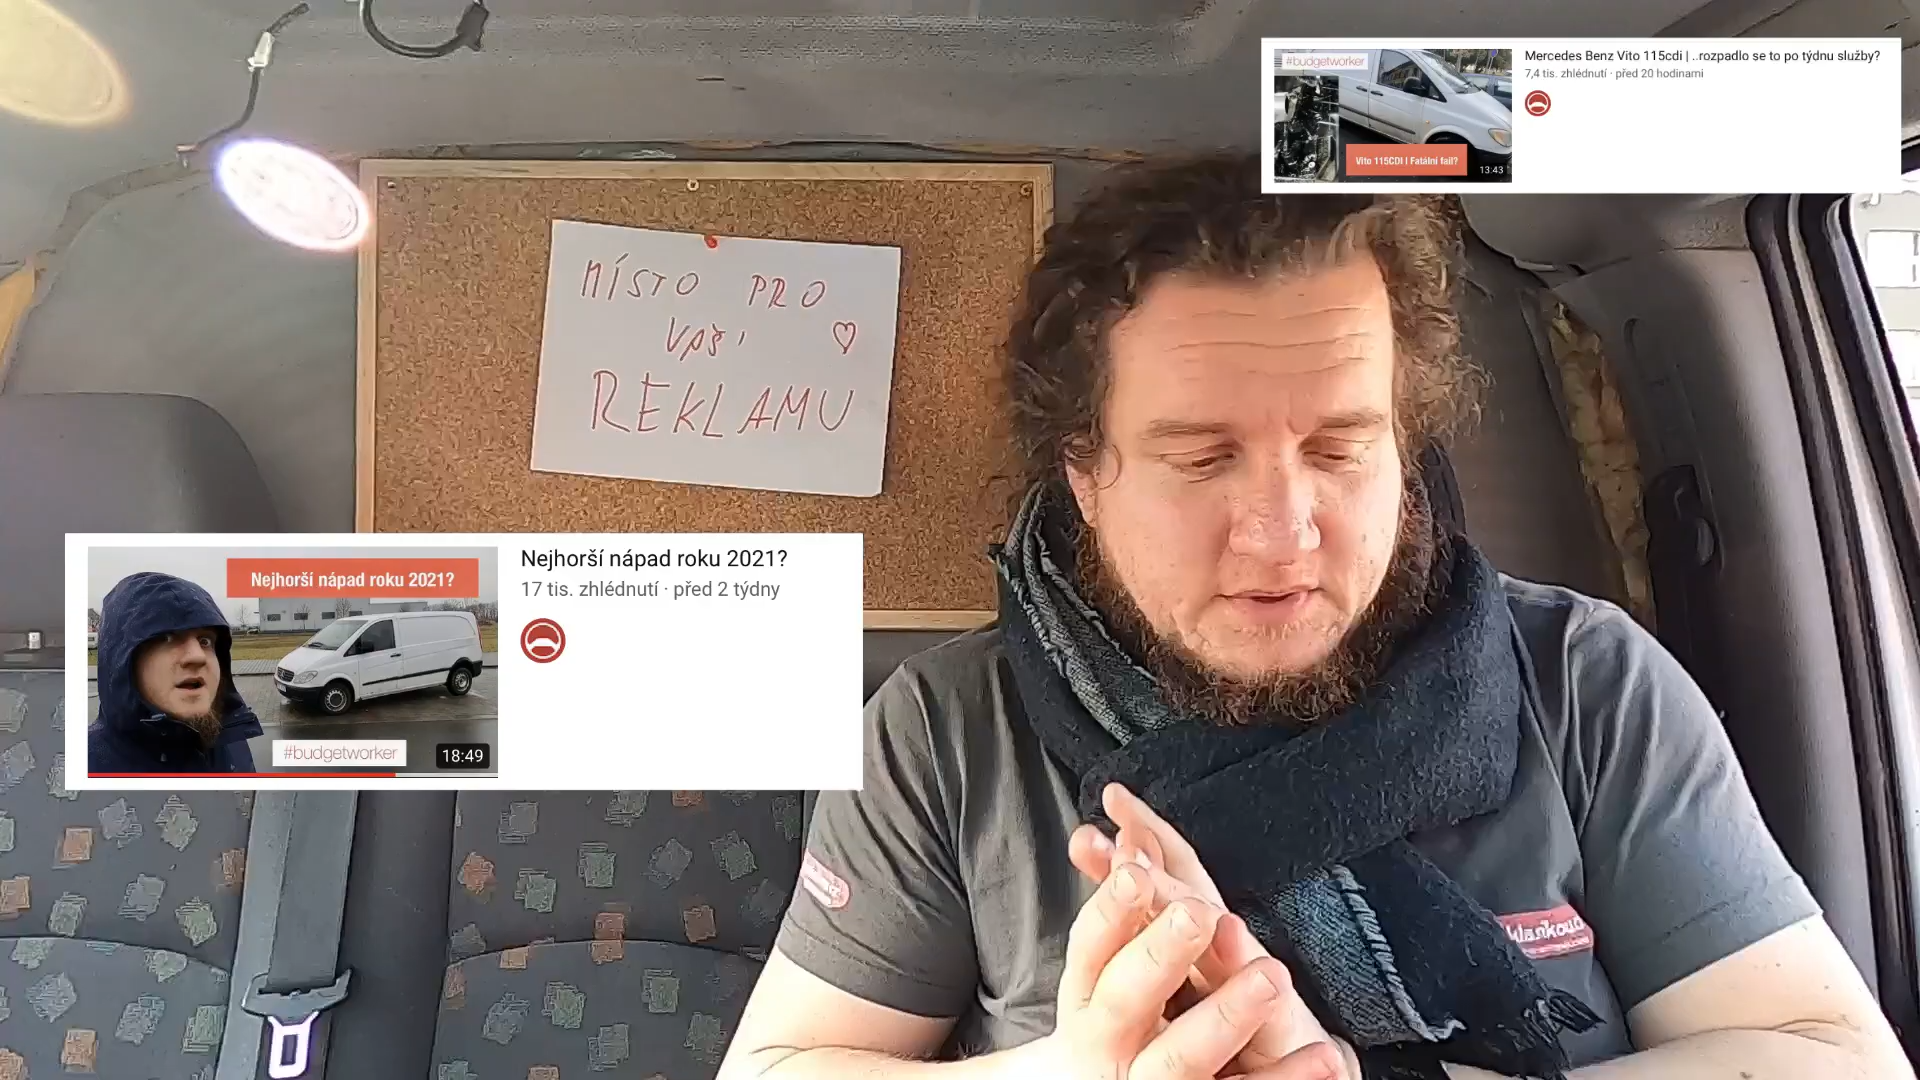 #budgetworker
Vito 115CDI | Fatální fail?
13:43
Mercedes Benz Vito 115cdi | ..rozpadlo se to po týdnu služby?
7,4 tis. zhlédnutí · před 20 hodinami
MÍSTO PRO
VAŠI
REKLAMU
Nejhorší nápad roku 2021?
#budgetworker
18:49
Nejhorší nápad roku 2021?
17 tis. zhlédnutí · před 2 týdny